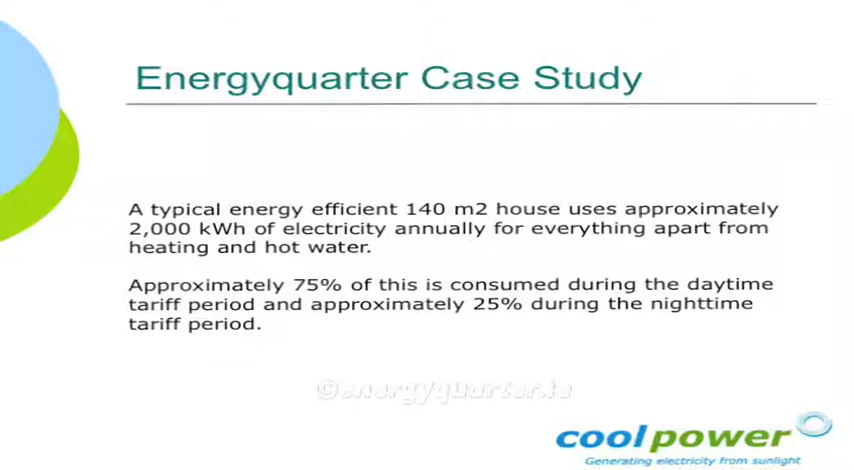 Energyquarter Case Study
A typical energy efficient 140 m2 house uses approximately
2,000 kWh of electricity annually for everything apart from
heating and hot water.
Approximately 75% of this is consumed during the daytime
tariff period and approximately 25% during the nighttime
tariff period.
©energyquarter.ie
coolpower
Generating electricity from sunlight